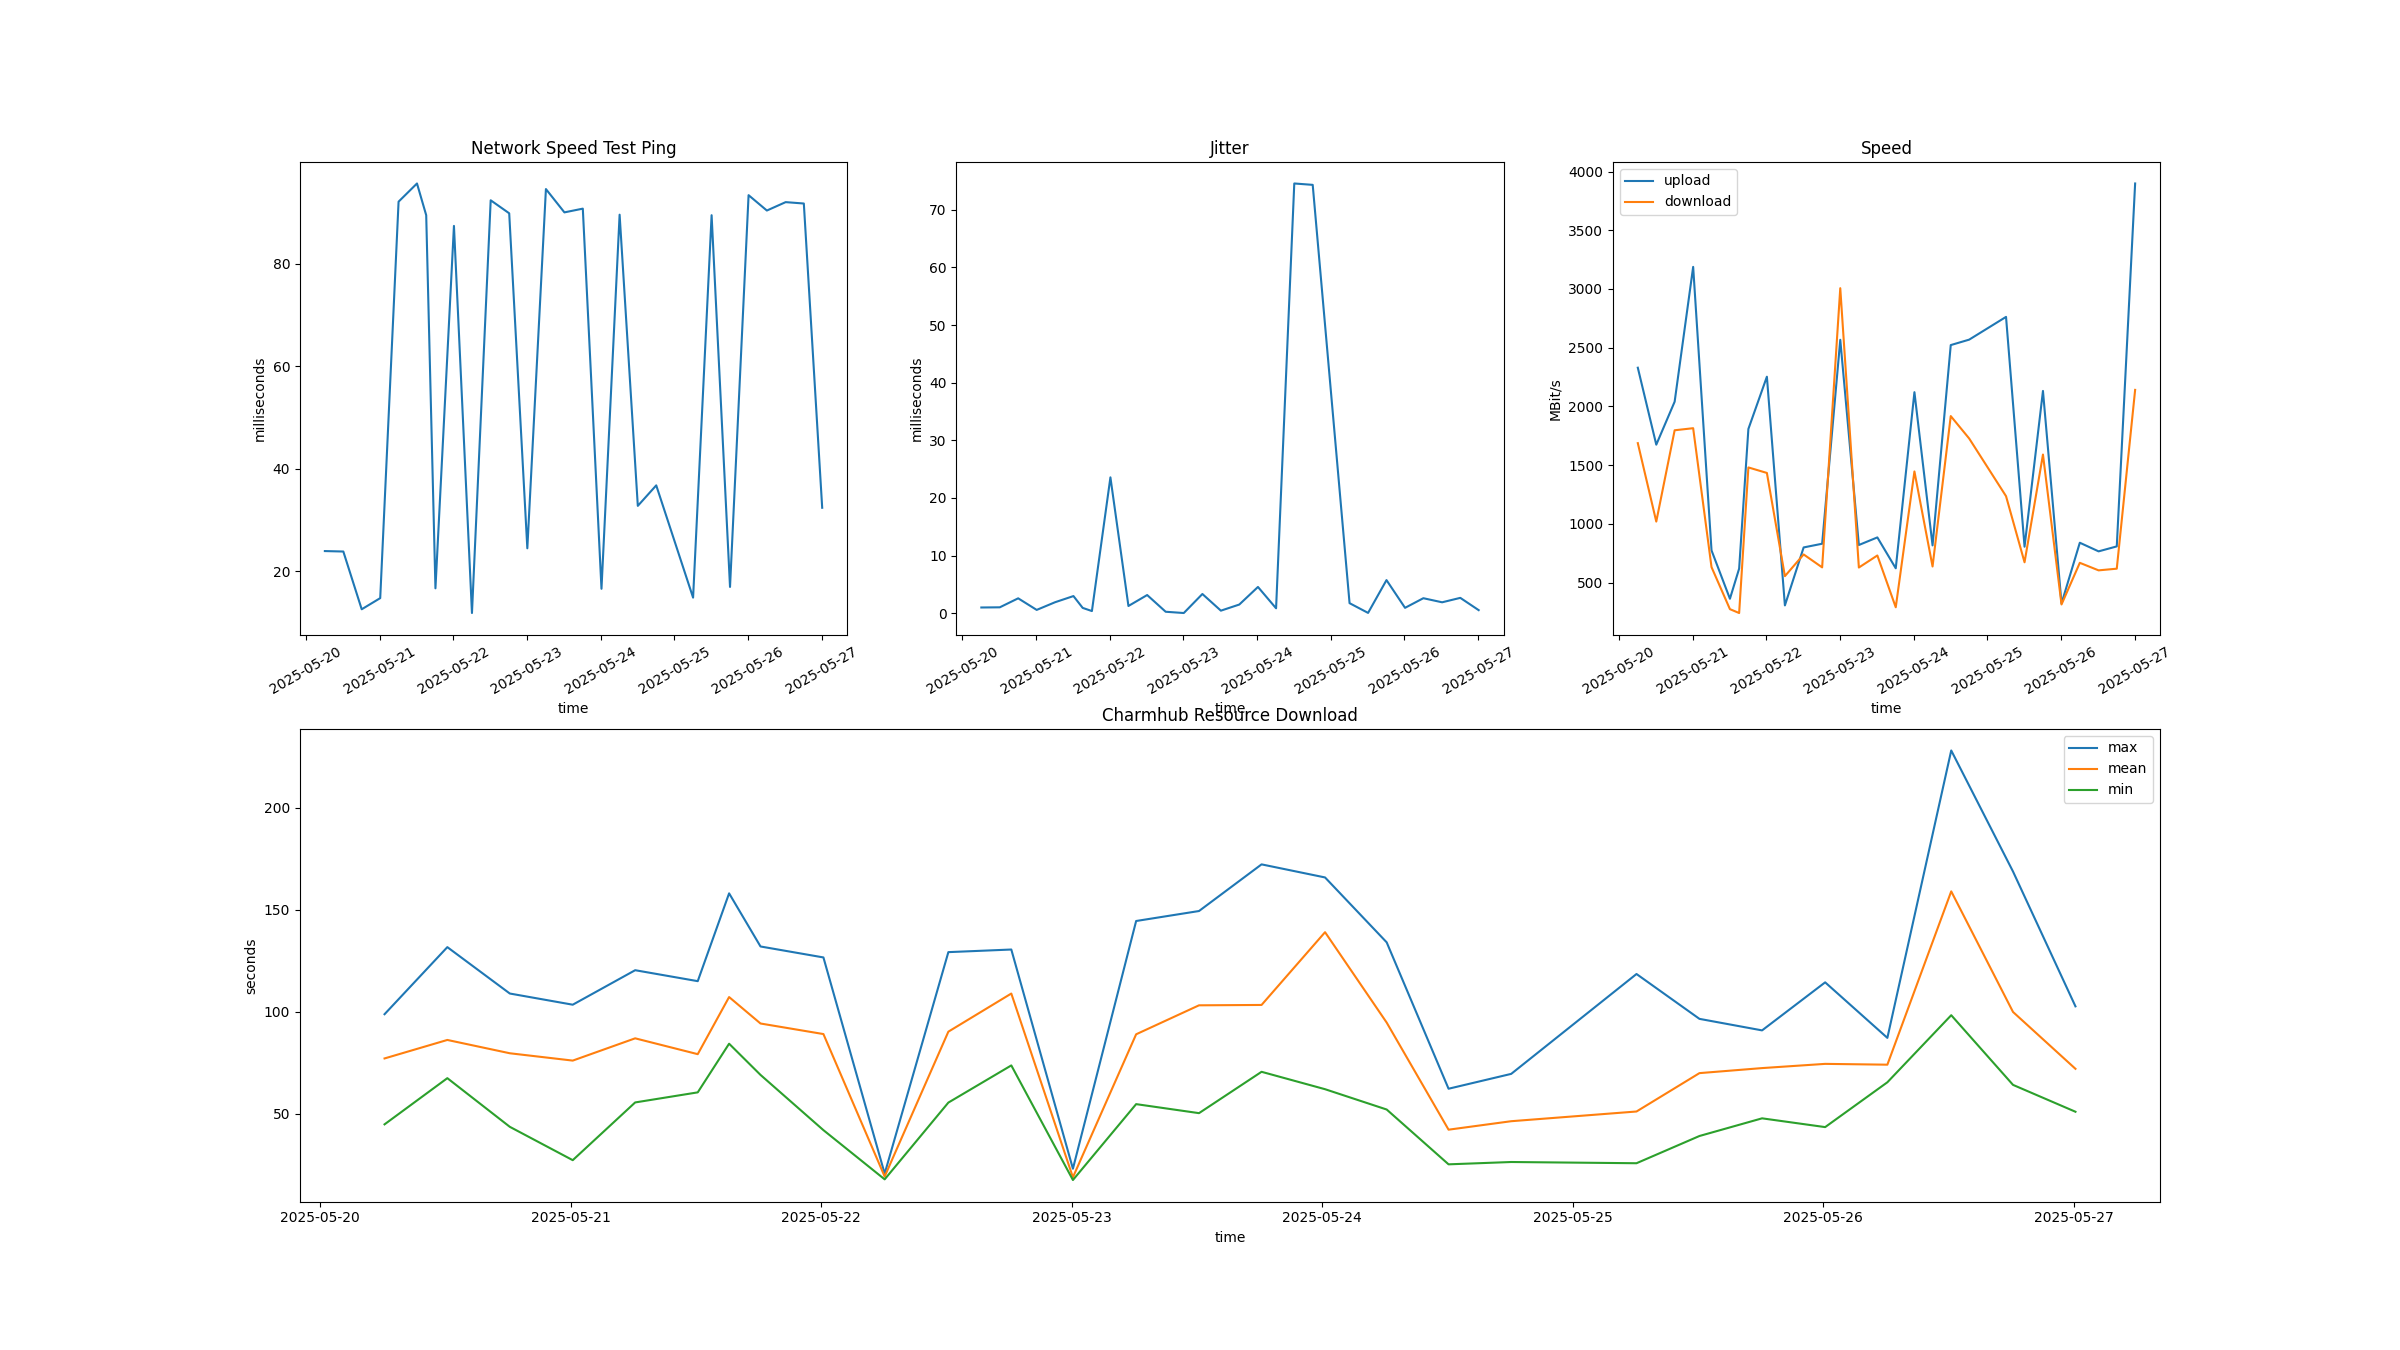 Network Speed Test Ping
milliseconds
80
60
40
20
2025-05-20 2025-05-21 2025-05-22 2025-05-23 2025-05-24 2025-05-25 2025-05-26 2025-05-27
time
Jitter
milliseconds
70
60
50
40
30
20
10
0
2025-05-20 2025-05-21 2025-05-22 2025-05-23 2025-05-24 2025-05-25 2025-05-26 2025-05-27
time
Speed
upload
download
MBit/s
4000
3500
3000
2500
2000
1500
1000
500
2025-05-20 2025-05-21 2025-05-22 2025-05-23 2025-05-24 2025-05-25 2025-05-26 2025-05-27
time
Charmhub Resource Download
max
mean
min
seconds
200
150
100
50
2025-05-20 2025-05-21 2025-05-22 2025-05-23 2025-05-24 2025-05-25 2025-05-26 2025-05-27
time